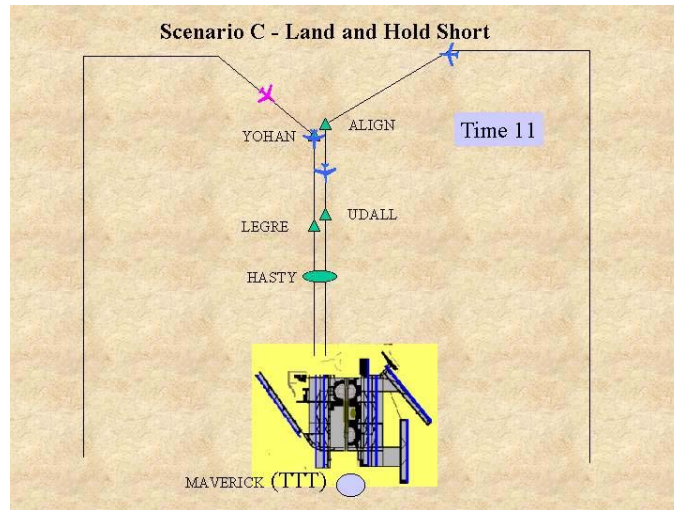 Scenario C - Land and Hold Short
ALIGN
Time 11
YOHAN
UDALL
LEGRE
HASTY
MAVERICK (TTT)